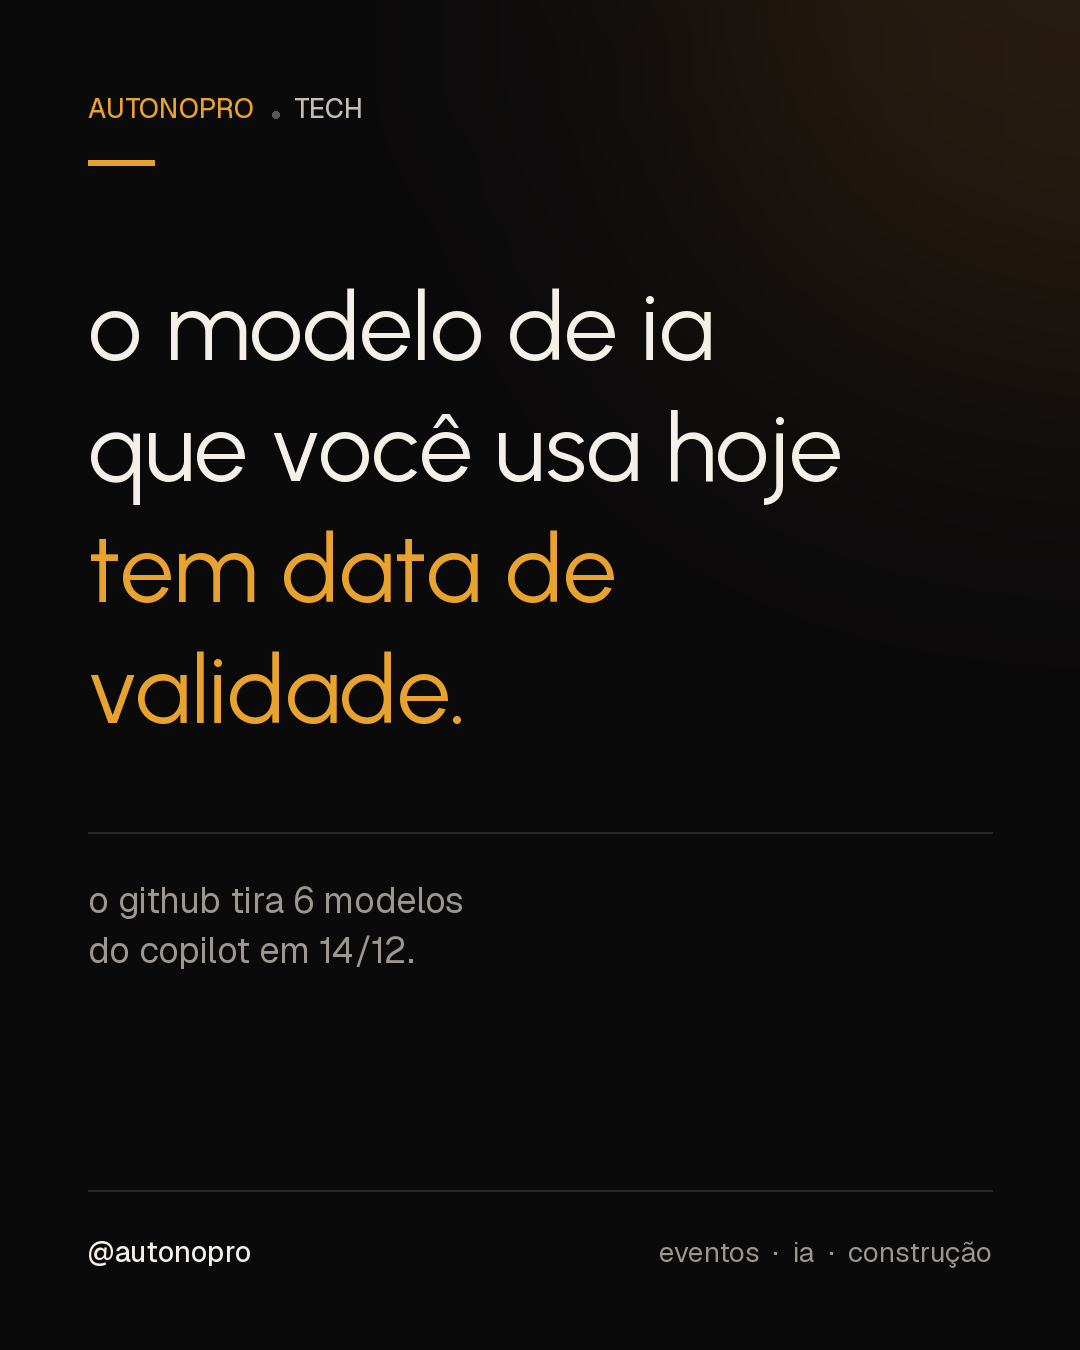 AUTONOPRO . TECH
o modelo de ia
que você usa hoje
tem data de
validade.
o github tira 6 modelos
do copilot em 14/12.
@autonopro
eventos · ia · construção